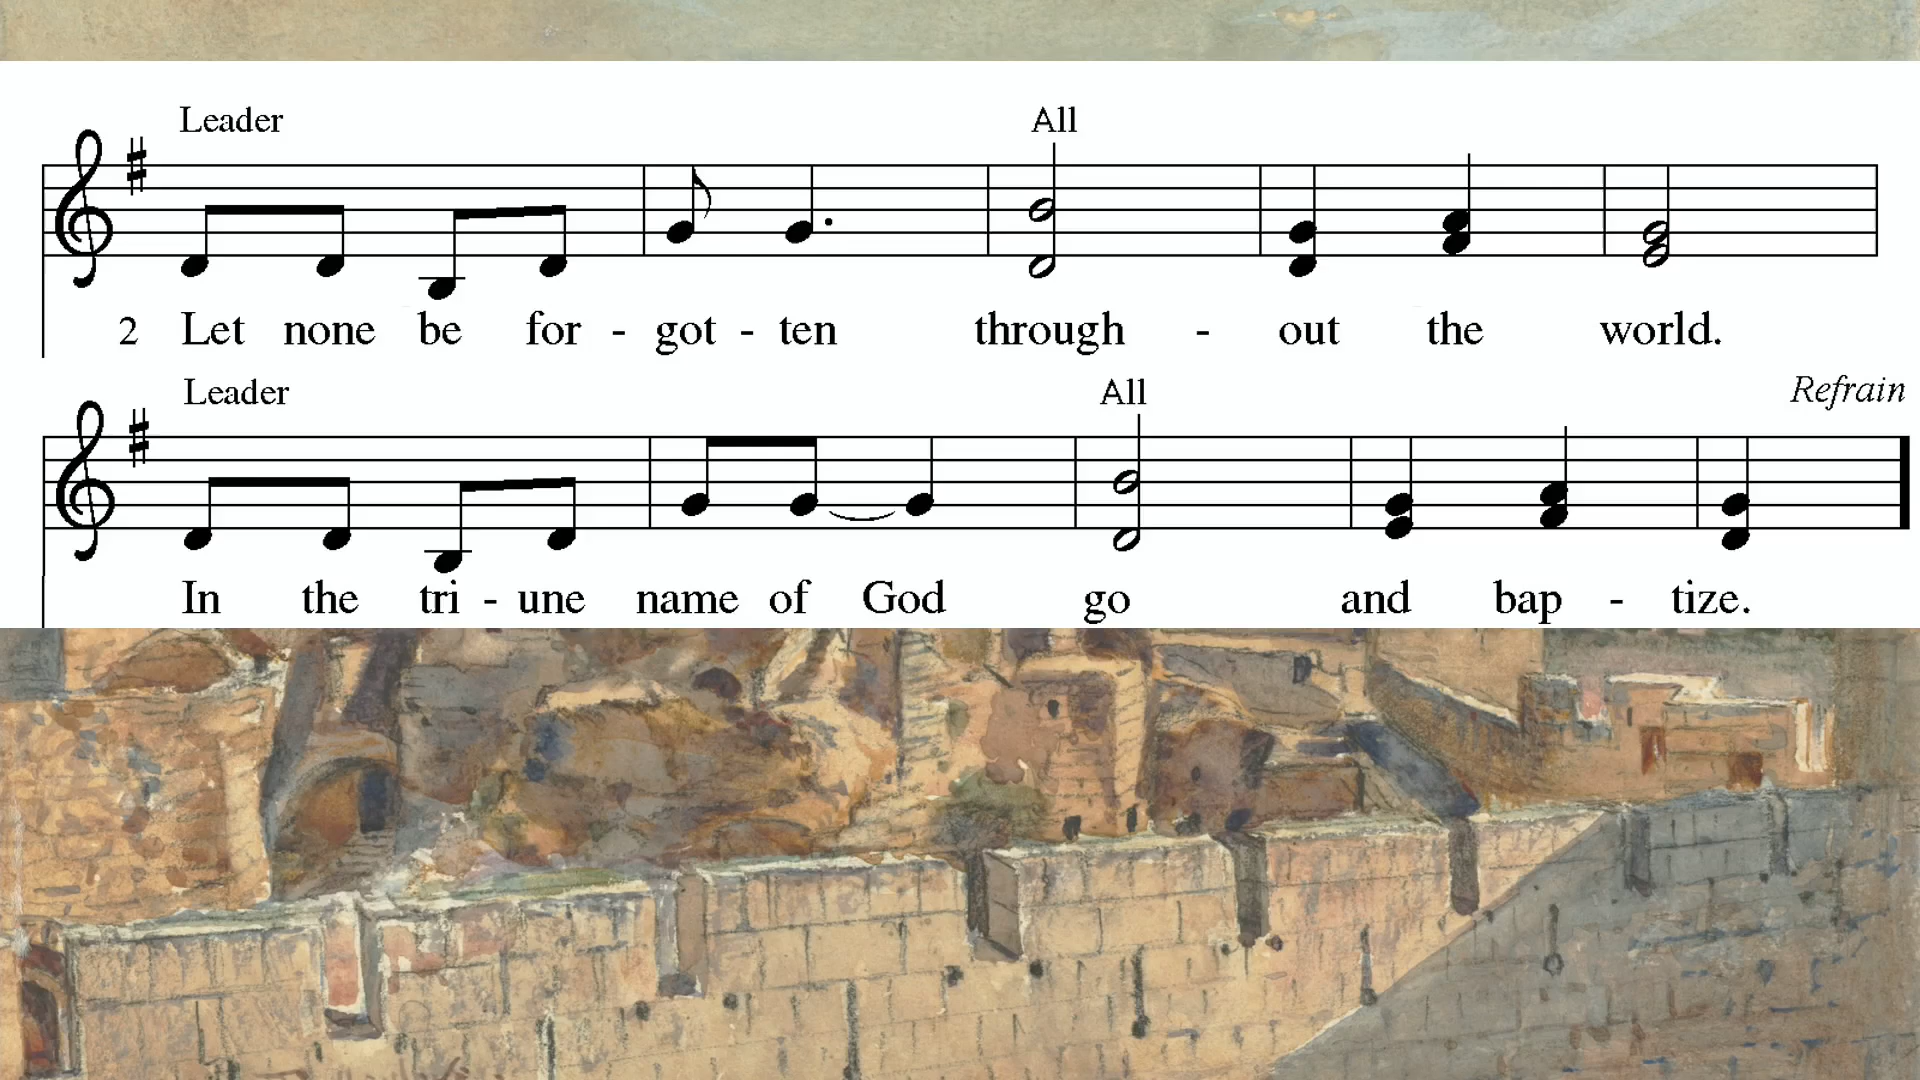 Leader All
2 Let none be for - got - ten through - out the world.
Leader All Refrain
In the tri - une name of God go and bap - tize.